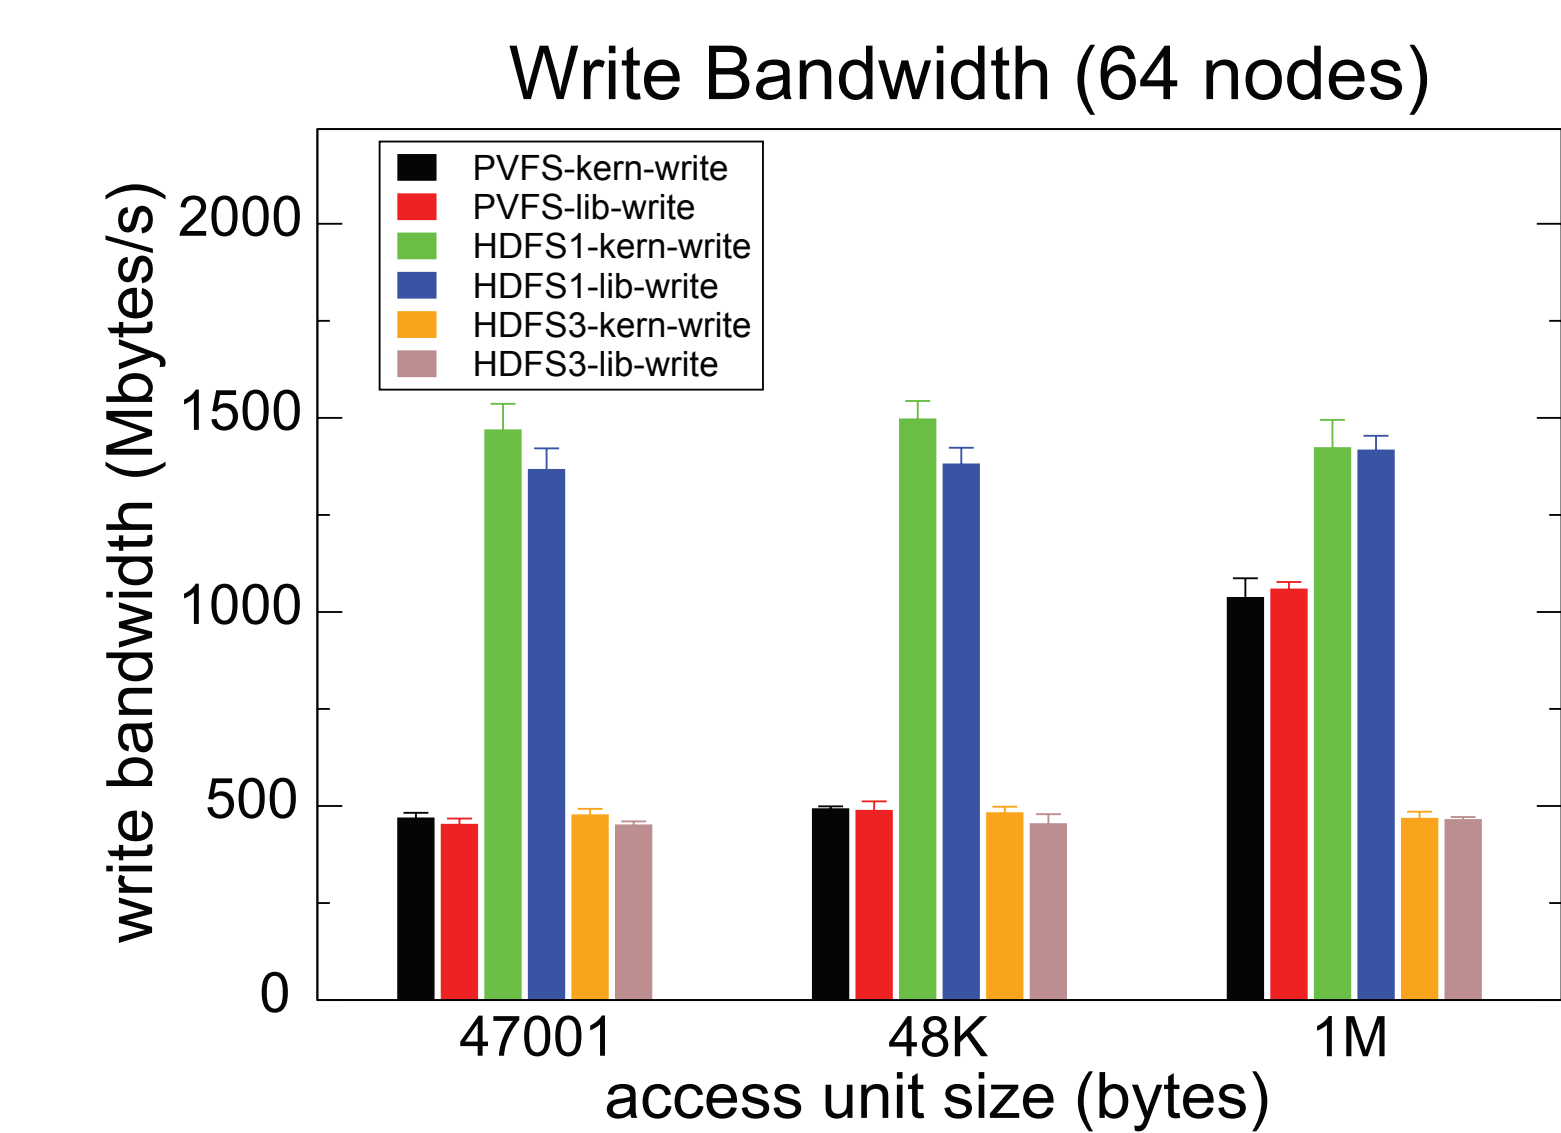 Write Bandwidth (64 nodes)
PVFS-kern-write
PVFS-lib-write
HDFS1-kern-write
HDFS1-lib-write
HDFS3-kern-write
HDFS3-lib-write
write bandwidth (Mbytes/s)
2000
1500
1000
500
0
47001 48K 1M
access unit size (bytes)